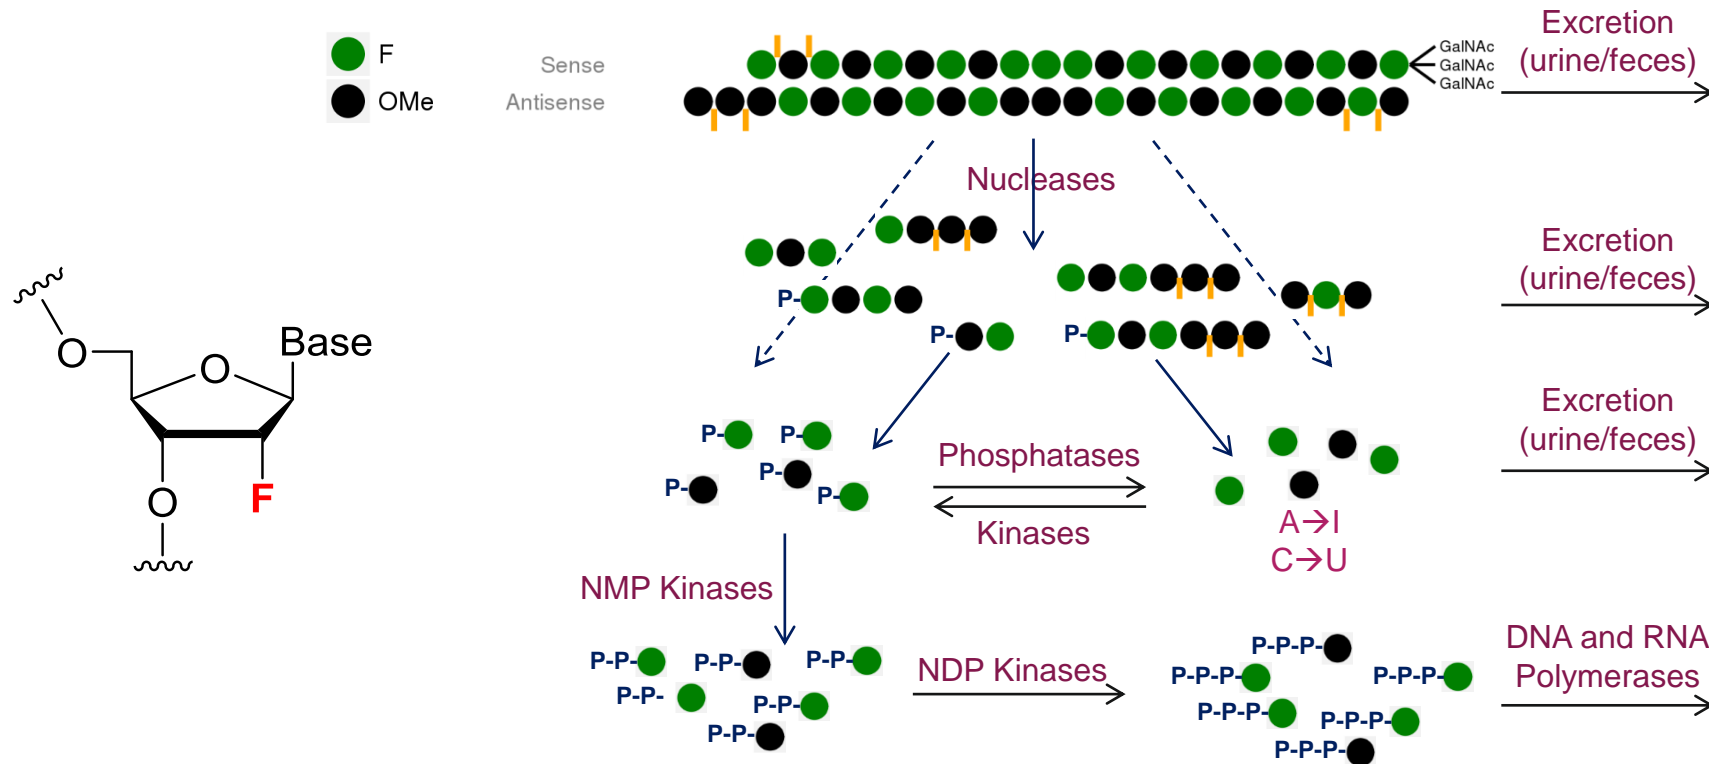 F
OMe
Sense
Antisense
GalNAc
GalNAc
GalNAc
Excretion
(urine/feces)
Nucleases
P-
P-
P-
Excretion
(urine/feces)
O
O
Base
O
F
P-
P-
P-
P-
P-
Phosphatases
Kinases
A→I
C→U
Excretion
(urine/feces)
NMP Kinases
P-P-
P-P-
P-P-
P-P-
P-P-
P-P-
NDP Kinases
P-P-P-
P-P-P-
P-P-P-
P-P-P-
P-P-P-
P-P-P-
DNA and RNA
Polymerases